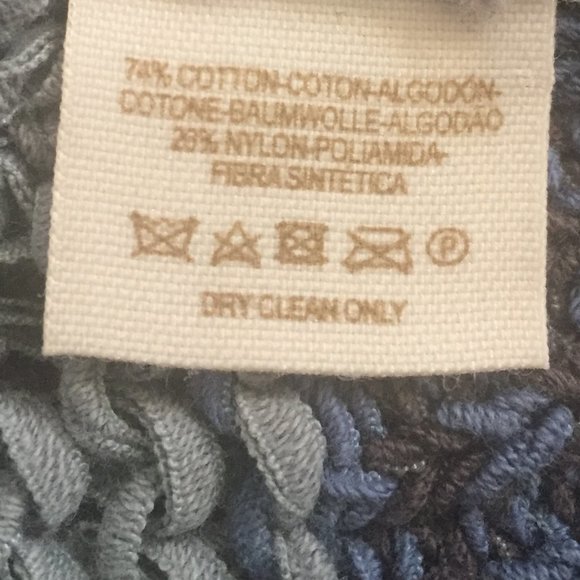 74% COTTON-COTON-ALGODÓN-
COTONE-BAUMWOLLE-ALGODÃO
26% NYLON-POLIAMIDA-
FIBRA SINTETICA
P
DRY CLEAN ONLY